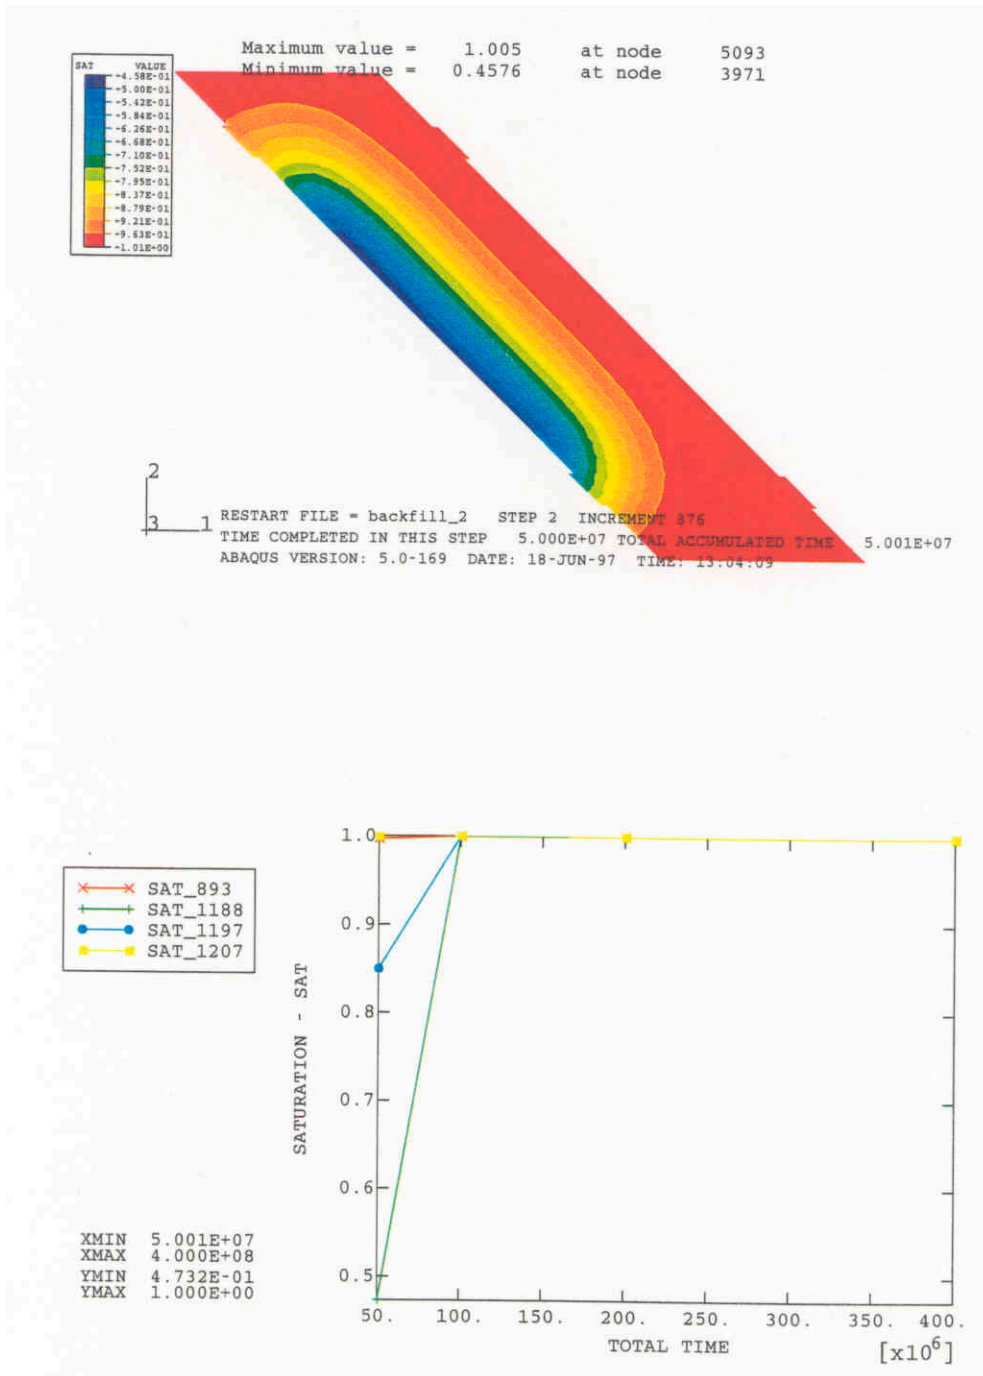 Maximum value = 1.005 at node 5093
Minimum value = 0.4576 at node 3971
SAT VALUE
-4.58E-01
-5.00E-01
-5.42E-01
-5.84E-01
-6.26E-01
-6.68E-01
-7.10E-01
-7.52E-01
-7.95E-01
-8.37E-01
-8.79E-01
-9.21E-01
-9.63E-01
-1.01E+00
2
3 1
RESTART FILE = backfill_2 STEP 2 INCREMENT 876
TIME COMPLETED IN THIS STEP 5.000E+07 TOTAL ACCUMULATED TIME 5.001E+07
ABAQUS VERSION: 5.0-169 DATE: 18-JUN-97 TIME: 13:04:09
SAT_893
SAT_1188
SAT_1197
SAT_1207
XMIN 5.001E+07
XMAX 4.000E+08
YMIN 4.732E-01
YMAX 1.000E+00
SATURATION - SAT
1.0
0.9
0.8
0.7
0.6
0.5
50. 100. 150. 200. 250. 300. 350. 400.
TOTAL TIME
[x10⁶]